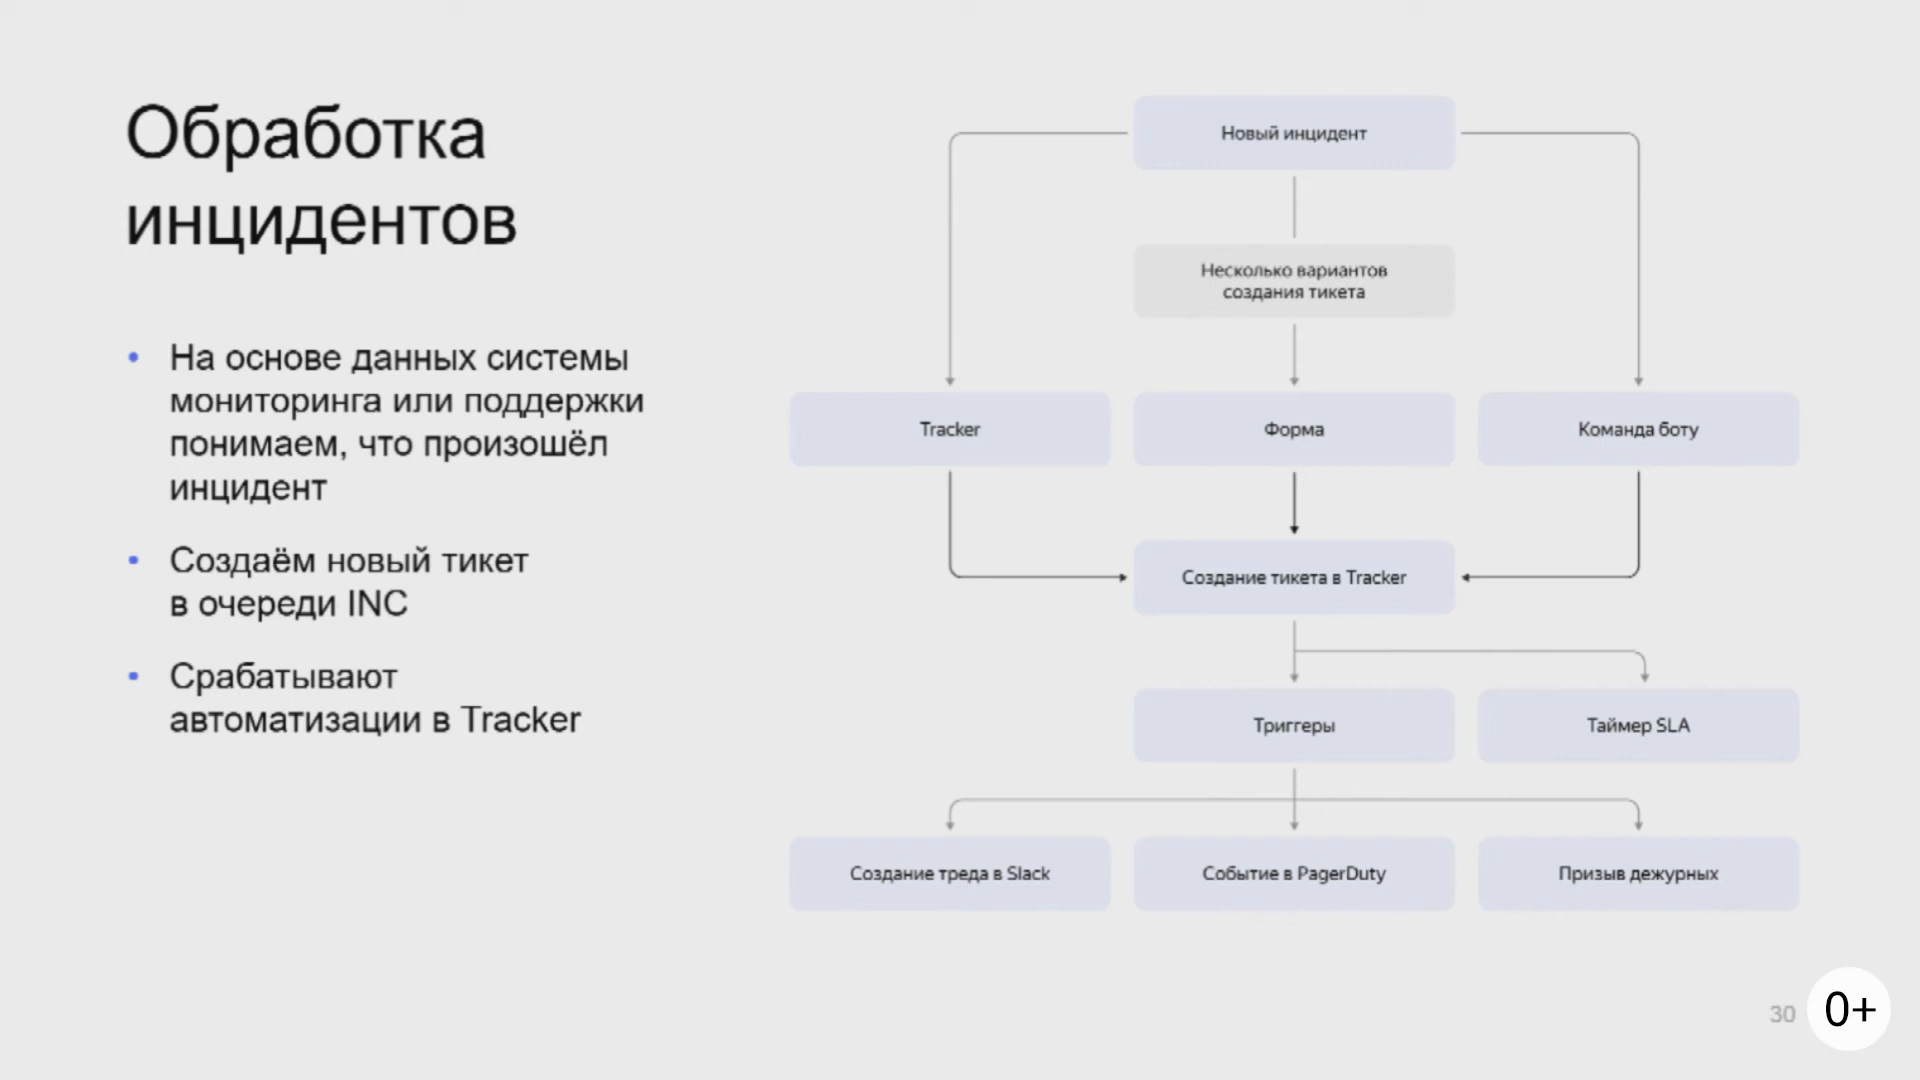 Обработка
инцидентов
На основе данных системы
мониторинга или поддержки
понимаем, что произошёл
инцидент
Создаём новый тикет
в очереди INC
Срабатывают
автоматизации в Tracker
Новый инцидент
Несколько вариантов
создания тикета
Tracker
Форма
Команда боту
Создание тикета в Tracker
Триггеры
Таймер SLA
Создание треда в Slack
Событие в PagerDuty
Призыв дежурных
30
0+